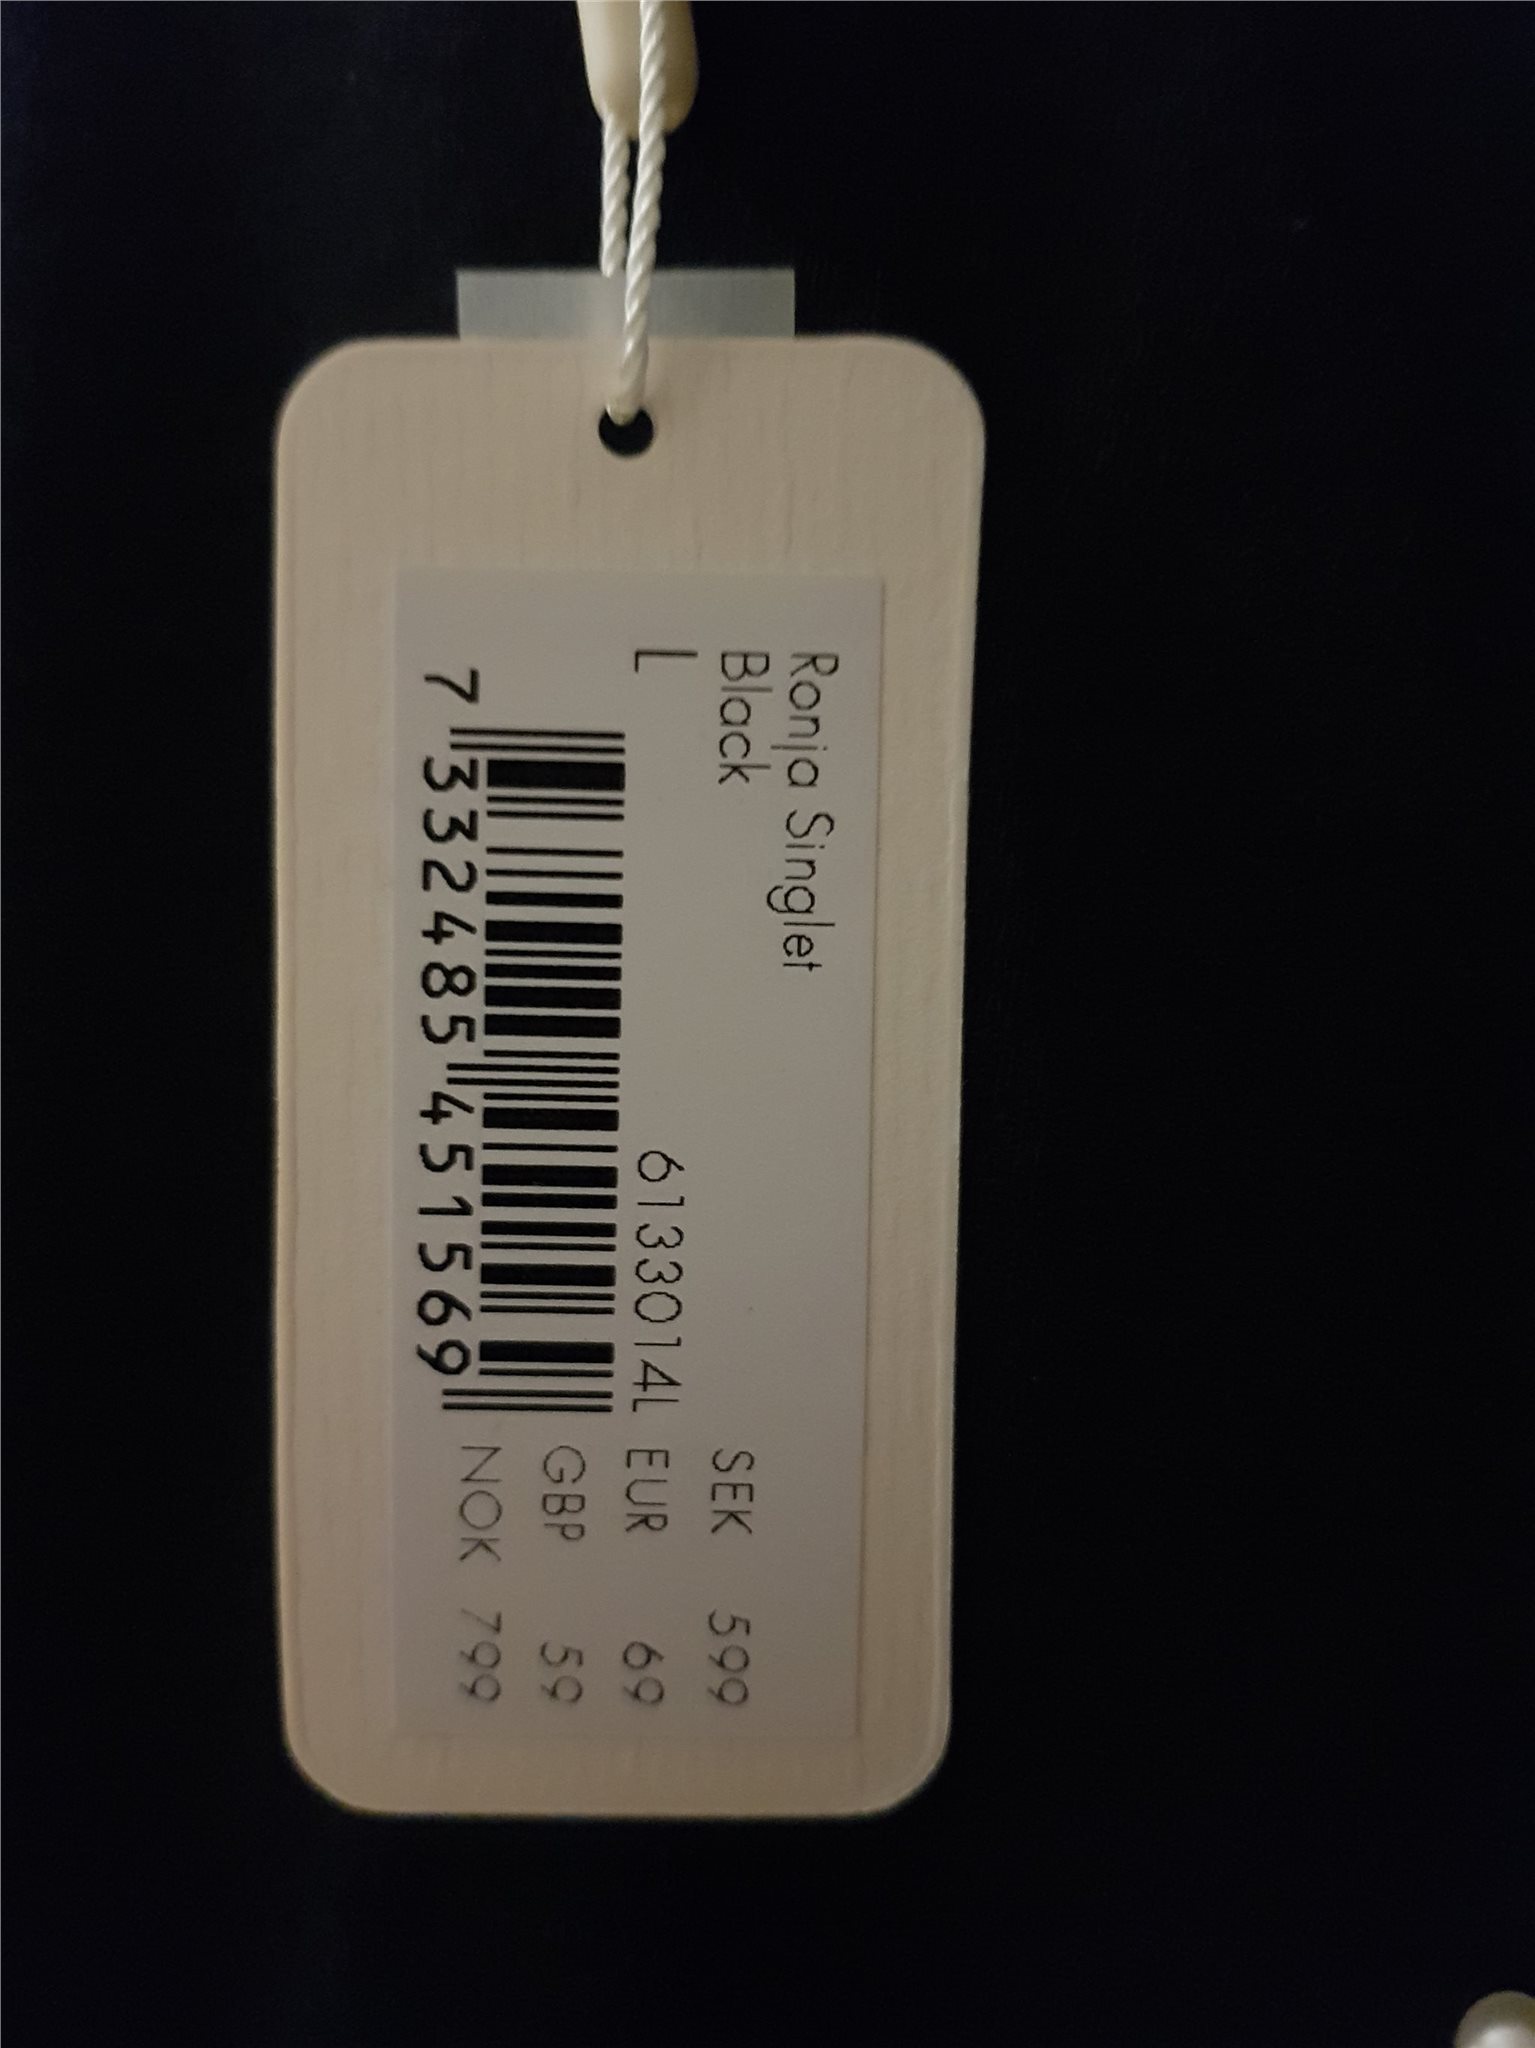 Ronja Singlet
Black
L
6133014L
7 332485 451569
SEK 599
EUR 69
GBP 59
NOK 799